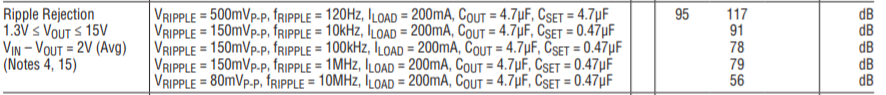 Ripple Rejection
1.3V ≤ VOUT ≤ 15V
VIN – VOUT = 2V (Avg)
(Notes 4, 15)
VRIPPLE = 500mVP-P, fRIPPLE = 120Hz, ILOAD = 200mA, COUT = 4.7µF, CSET = 4.7µF 95 117 dB
VRIPPLE = 150mVP-P, fRIPPLE = 10kHz, ILOAD = 200mA, COUT = 4.7µF, CSET = 0.47µF 91 dB
VRIPPLE = 150mVP-P, fRIPPLE = 100kHz, ILOAD = 200mA, COUT = 4.7µF, CSET = 0.47µF 78 dB
VRIPPLE = 150mVP-P, fRIPPLE = 1MHz, ILOAD = 200mA, COUT = 4.7µF, CSET = 0.47µF 79 dB
VRIPPLE = 80mVP-P, fRIPPLE = 10MHz, ILOAD = 200mA, COUT = 4.7µF, CSET = 0.47µF 56 dB